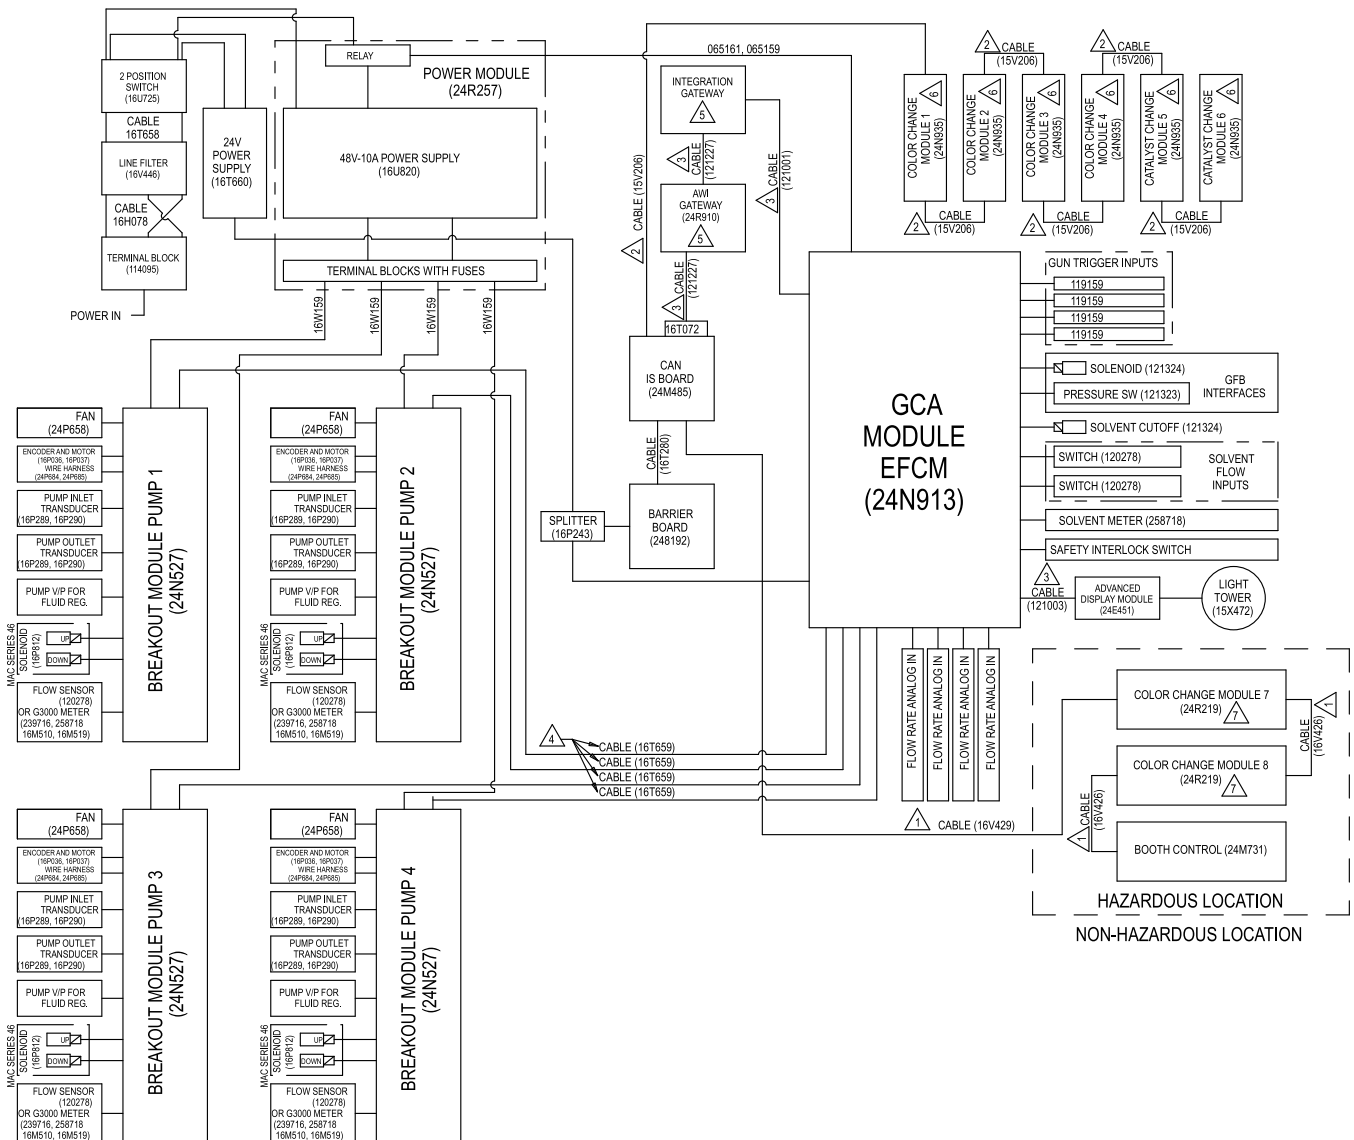 RELAY
POWER MODULE
(24R257)
2 POSITION
SWITCH
(16U725)
CABLE
16T658
LINE FILTER
(16V446)
CABLE
16H078
TERMINAL BLOCK
(114095)
POWER IN
24V
POWER
SUPPLY
(16T660)
48V-10A POWER SUPPLY
(16U820)
TERMINAL BLOCKS WITH FUSES
16W159
16W159
16W159
16W159
065161, 065159
INTEGRATION
GATEWAY
5
3
CABLE
(121227)
AWI
GATEWAY
(24R910)
5
3
CABLE
(121227)
3
CABLE
(121001)
2
CABLE (15V206)
16T072
CAN
IS BOARD
(24M485)
CABLE
(16T280)
SPLITTER
(16P243)
BARRIER
BOARD
(248192)
2
CABLE
(15V206)
2
CABLE
(15V206)
COLOR CHANGE
MODULE 1
(24N935)
6
COLOR CHANGE
MODULE 2
(24N935)
6
COLOR CHANGE
MODULE 3
(24N935)
6
COLOR CHANGE
MODULE 4
(24N935)
6
CATALYST CHANGE
MODULE 5
(24N935)
6
CATALYST CHANGE
MODULE 6
(24N935)
6
2
CABLE
(15V206)
2
CABLE
(15V206)
2
CABLE
(15V206)
GCA
MODULE
EFCM
(24N913)
GUN TRIGGER INPUTS
119159
119159
119159
119159
SOLENOID (121324)
PRESSURE SW (121323)
GFB
INTERFACES
SOLVENT CUTOFF (121324)
SWITCH (120278)
SWITCH (120278)
SOLVENT
FLOW
INPUTS
SOLVENT METER (258718)
SAFETY INTERLOCK SWITCH
3
CABLE
(121003)
ADVANCED
DISPLAY MODULE
(24E451)
LIGHT
TOWER
(15X472)
FLOW RATE ANALOG IN
FLOW RATE ANALOG IN
FLOW RATE ANALOG IN
FLOW RATE ANALOG IN
1
CABLE (16V429)
COLOR CHANGE MODULE 7
(24R219)
7
1
CABLE
(16V426)
COLOR CHANGE MODULE 8
(24R219)
7
1
CABLE
(16V426)
BOOTH CONTROL (24M731)
HAZARDOUS LOCATION
NON-HAZARDOUS LOCATION
4
CABLE (16T659)
CABLE (16T659)
CABLE (16T659)
CABLE (16T659)
FAN
(24P658)
ENCODER AND MOTOR
(16P036, 16P037)
WIRE HARNESS
(24P684, 24P685)
PUMP INLET
TRANSDUCER
(16P289, 16P290)
PUMP OUTLET
TRANSDUCER
(16P289, 16P290)
PUMP V/P FOR
FLUID REG.
MAC SERIES 46
SOLENOID
(16P812)
UP
DOWN
FLOW SENSOR
(120278)
OR G3000 METER
(239716, 258718
16M510, 16M519)
BREAKOUT MODULE PUMP 1
(24N527)
FAN
(24P658)
ENCODER AND MOTOR
(16P036, 16P037)
WIRE HARNESS
(24P684, 24P685)
PUMP INLET
TRANSDUCER
(16P289, 16P290)
PUMP OUTLET
TRANSDUCER
(16P289, 16P290)
PUMP V/P FOR
FLUID REG.
MAC SERIES 46
SOLENOID
(16P812)
UP
DOWN
FLOW SENSOR
(120278)
OR G3000 METER
(239716, 258718
16M510, 16M519)
BREAKOUT MODULE PUMP 2
(24N527)
FAN
(24P658)
ENCODER AND MOTOR
(16P036, 16P037)
WIRE HARNESS
(24P684, 24P685)
PUMP INLET
TRANSDUCER
(16P289, 16P290)
PUMP OUTLET
TRANSDUCER
(16P289, 16P290)
PUMP V/P FOR
FLUID REG.
MAC SERIES 46
SOLENOID
(16P812)
UP
DOWN
FLOW SENSOR
(120278)
OR G3000 METER
(239716, 258718
16M510, 16M519)
BREAKOUT MODULE PUMP 3
(24N527)
FAN
(24P658)
ENCODER AND MOTOR
(16P036, 16P037)
WIRE HARNESS
(24P684, 24P685)
PUMP INLET
TRANSDUCER
(16P289, 16P290)
PUMP OUTLET
TRANSDUCER
(16P289, 16P290)
PUMP V/P FOR
FLUID REG.
MAC SERIES 46
SOLENOID
(16P812)
UP
DOWN
FLOW SENSOR
(120278)
OR G3000 METER
(239716, 258718
16M510, 16M519)
BREAKOUT MODULE PUMP 4
(24N527)